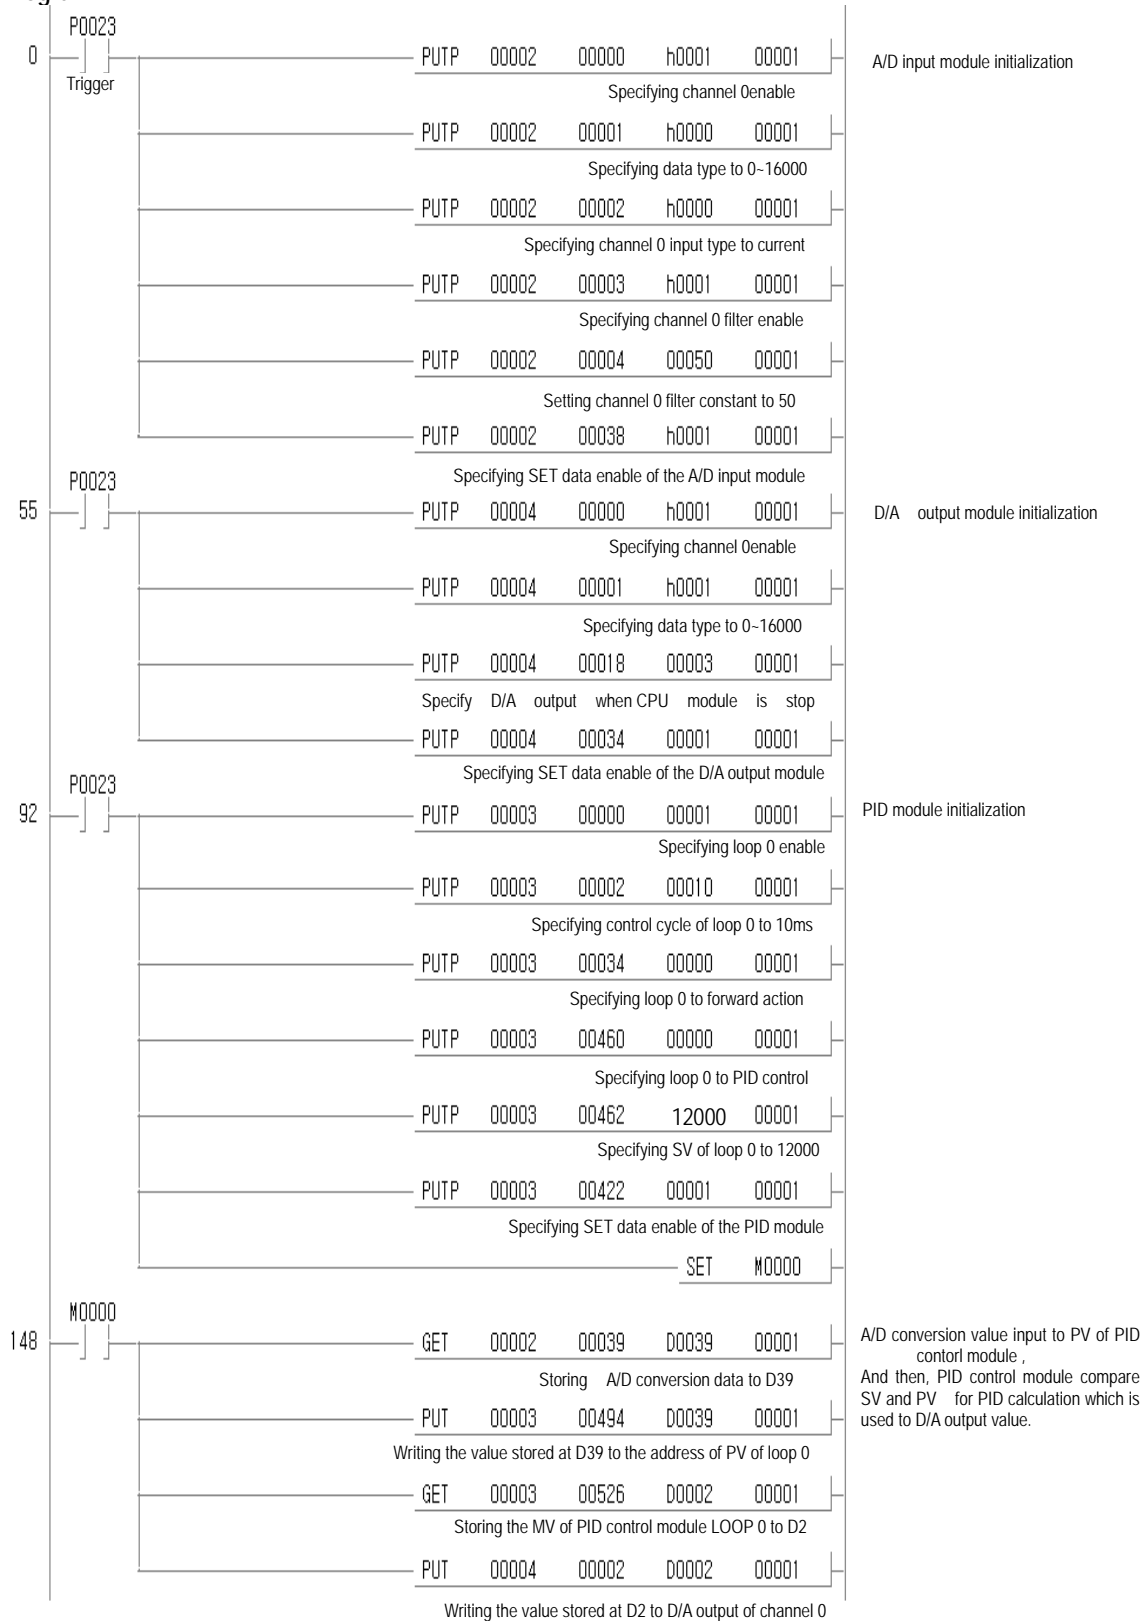 P0023
0 PUTP 00002 00000 h0001 00001 A/D input module initialization
Trigger
Specifying channel 0enable
PUTP 00002 00001 h0000 00001
Specifying data type to 0~16000
PUTP 00002 00002 h0000 00001
Specifying channel 0 input type to current
PUTP 00002 00003 h0001 00001
Specifying channel 0 filter enable
PUTP 00002 00004 00050 00001
Setting channel 0 filter constant to 50
PUTP 00002 00038 h0001 00001
Specifying SET data enable of the A/D input module
P0023
55 PUTP 00004 00000 h0001 00001 D/A output module initialization
Specifying channel 0enable
PUTP 00004 00001 h0001 00001
Specifying data type to 0~16000
PUTP 00004 00018 00003 00001
Specify D/A output when CPU module is stop
PUTP 00004 00034 00001 00001
Specifying SET data enable of the D/A output module
P0023
92 PUTP 00003 00000 00001 00001 PID module initialization
Specifying loop 0 enable
PUTP 00003 00002 00010 00001
Specifying control cycle of loop 0 to 10ms
PUTP 00003 00034 00000 00001
Specifying loop 0 to forward action
PUTP 00003 00460 00000 00001
Specifying loop 0 to PID control
PUTP 00003 00462 12000 00001
Specifying SV of loop 0 to 12000
PUTP 00003 00422 00001 00001
Specifying SET data enable of the PID module
SET M0000
M0000
148 GET 00002 00039 D0039 00001
Storing A/D conversion data to D39
A/D conversion value input to PV of PID
contorl module ,
And then, PID control module compare
SV and PV for PID calculation which is
used to D/A output value.
PUT 00003 00494 D0039 00001
Writing the value stored at D39 to the address of PV of loop 0
GET 00003 00526 D0002 00001
Storing the MV of PID control module LOOP 0 to D2
PUT 00004 00002 D0002 00001
Writing the value stored at D2 to D/A output of channel 0